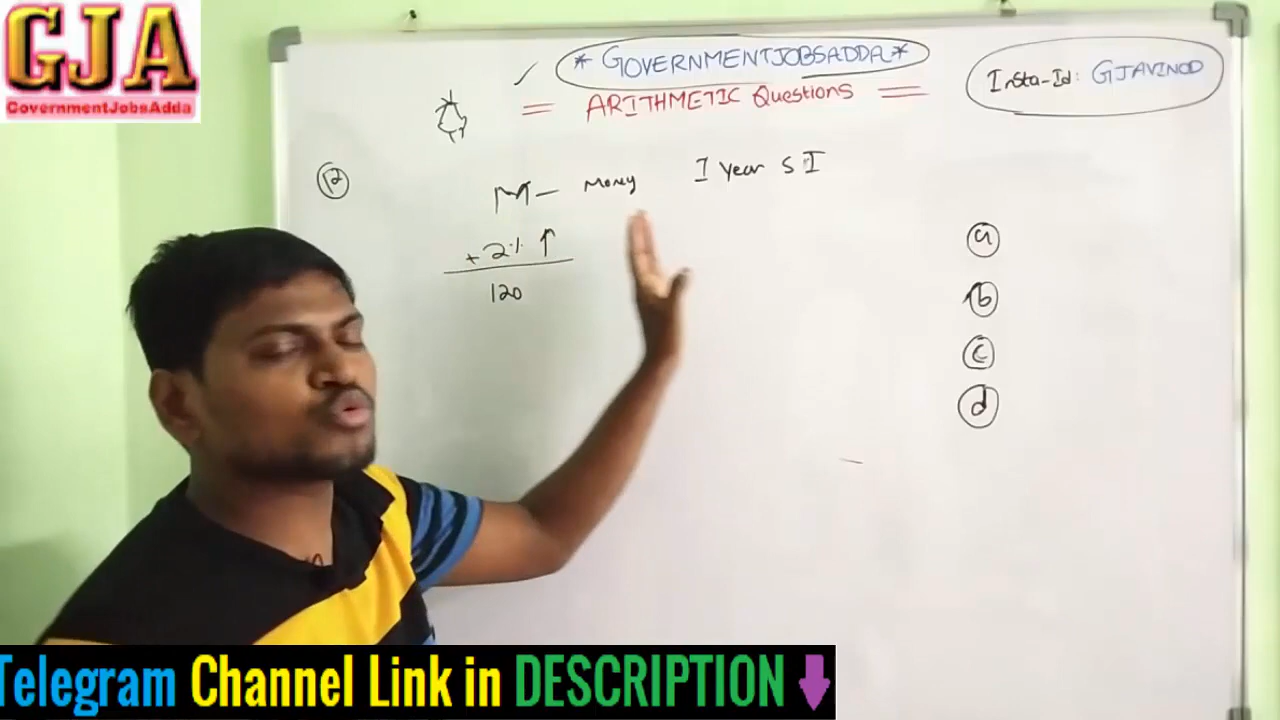 GJA
GovernmentJobsAdda
* GOVERNMENTJOBSADDA *
Insta-Id: GJAVINOD
= ARITHMETIC Questions =
12
M - Money I year S I
+2% ↑
120
a
b
c
d
Telegram Channel Link in DESCRIPTION